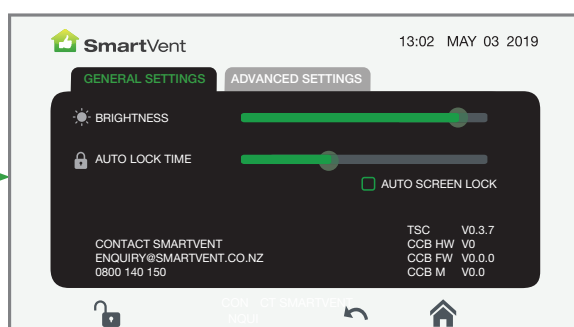 SmartVent
13:02 MAY 03 2019
GENERAL SETTINGS
ADVANCED SETTINGS
BRIGHTNESS
AUTO LOCK TIME
AUTO SCREEN LOCK
CONTACT SMARTVENT
ENQUIRY@SMARTVENT.CO.NZ
0800 140 150
TSC V0.3.7
CCB HW V0
CCB FW V0.0.0
CCB M V0.0
CT SMARTVENT